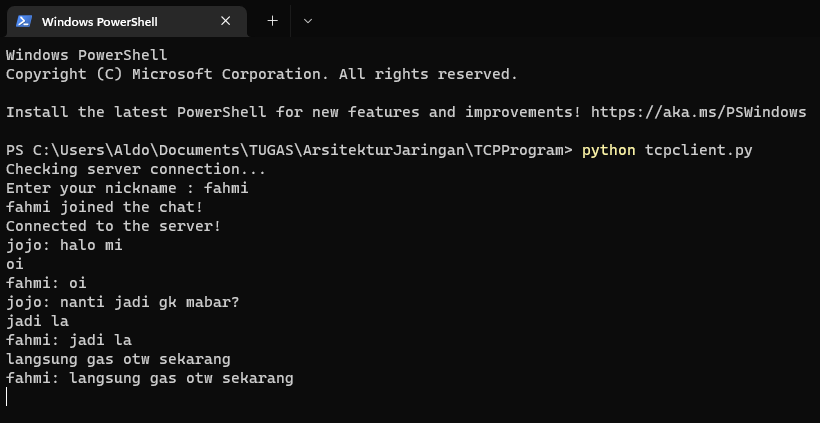 Windows PowerShell
Windows PowerShell
Copyright (C) Microsoft Corporation. All rights reserved.
Install the latest PowerShell for new features and improvements! https://aka.ms/PSWindows
PS C:\Users\Aldo\Documents\TUGAS\ArsitekturJaringan\TCPProgram> python tcpclient.py
Checking server connection...
Enter your nickname : fahmi
fahmi joined the chat!
Connected to the server!
jojo: halo mi
oi
fahmi: oi
jojo: nanti jadi gk mabar?
jadi la
fahmi: jadi la
langsung gas otw sekarang
fahmi: langsung gas otw sekarang